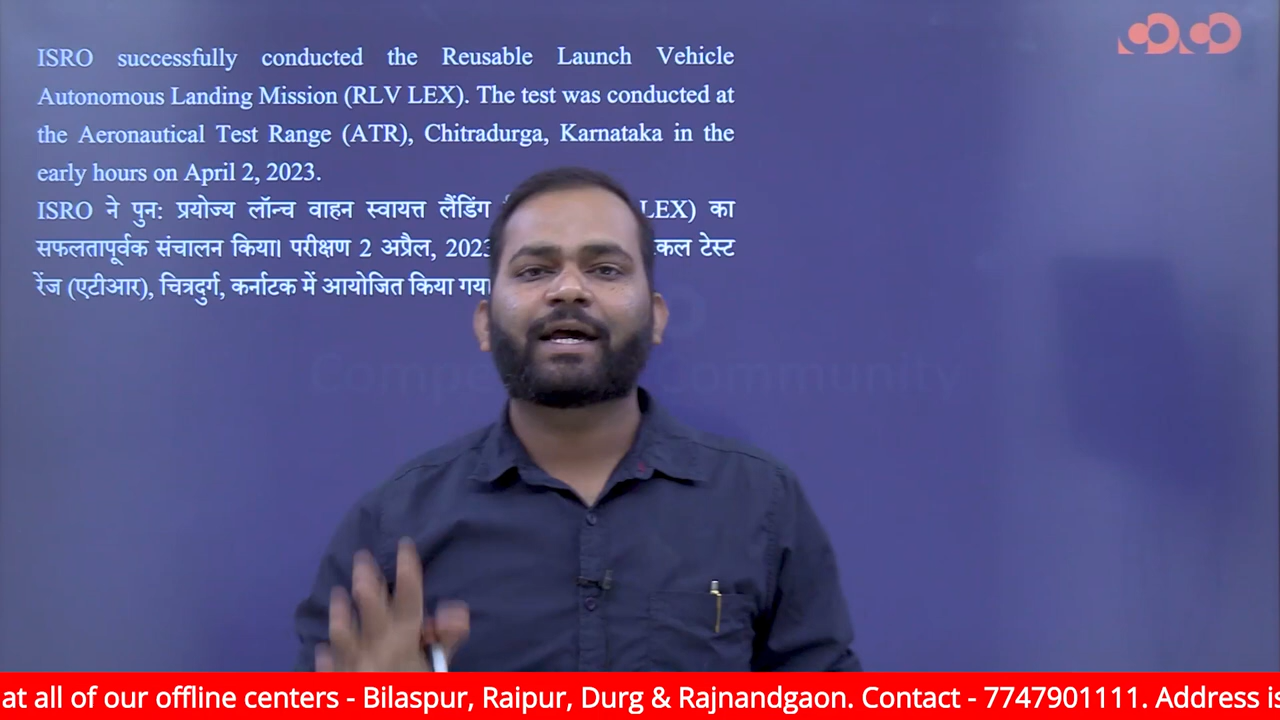 ISRO successfully conducted the Reusable Launch Vehicle
Autonomous Landing Mission (RLV LEX). The test was conducted at
the Aeronautical Test Range (ATR), Chitradurga, Karnataka in the
early hours on April 2, 2023.
ISRO ने पुन: प्रयोज्य लॉन्च वाहन स्वायत्त लैंडिंग LEX) का
सफलतापूर्वक संचालन किया। परीक्षण 2 अप्रैल, 2023 कल टेस्ट
रेंज (एटीआर), चित्रदुर्ग, कर्नाटक में आयोजित किया गया
Community
at all of our offline centers - Bilaspur, Raipur, Durg & Rajnandgaon. Contact - 7747901111. Address is